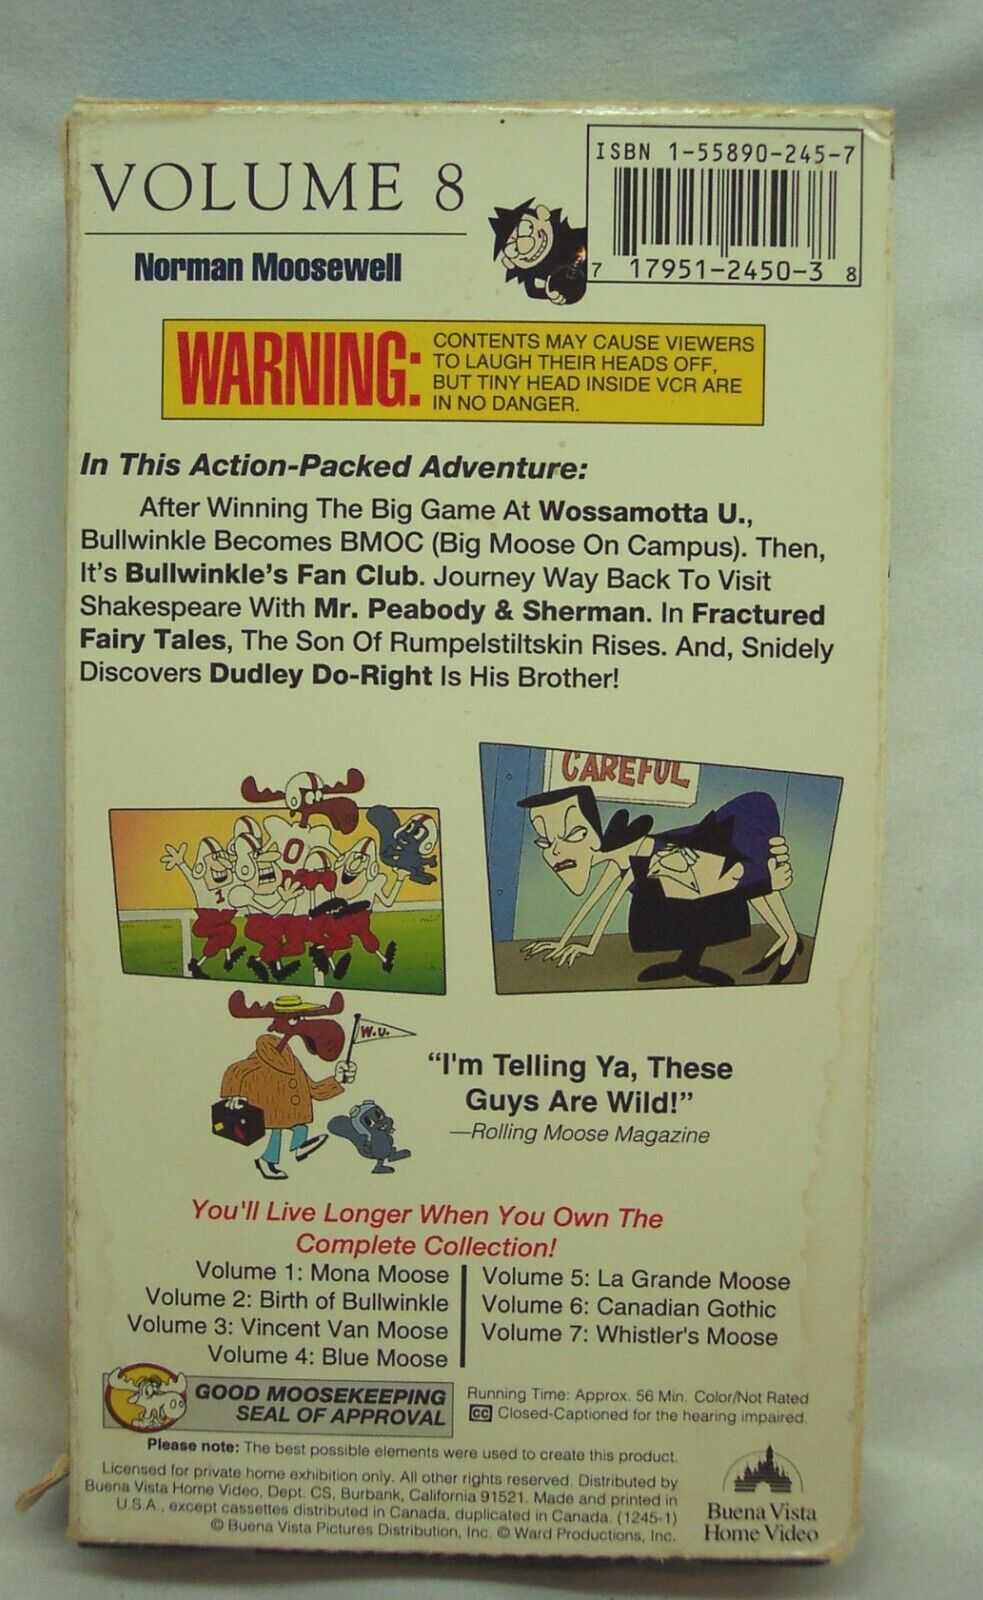 VOLUME 8
Norman Moosewell
ISBN 1-55890-245-7
7 17951-2450-3 8
WARNING:
CONTENTS MAY CAUSE VIEWERS
TO LAUGH THEIR HEADS OFF,
BUT TINY HEAD INSIDE VCR ARE
IN NO DANGER.
In This Action-Packed Adventure:
After Winning The Big Game At Wossamotta U.,
Bullwinkle Becomes BMOC (Big Moose On Campus). Then,
It's Bullwinkle's Fan Club. Journey Way Back To Visit
Shakespeare With Mr. Peabody & Sherman. In Fractured
Fairy Tales, The Son Of Rumpelstiltskin Rises. And, Snidely
Discovers Dudley Do-Right Is His Brother!
CAREFUL
0
1
W.U.
“I'm Telling Ya, These
Guys Are Wild!”
—Rolling Moose Magazine
You'll Live Longer When You Own The
Complete Collection!
Volume 1: Mona Moose
Volume 2: Birth of Bullwinkle
Volume 3: Vincent Van Moose
Volume 4: Blue Moose
Volume 5: La Grande Moose
Volume 6: Canadian Gothic
Volume 7: Whistler's Moose
GOOD MOOSEKEEPING
SEAL OF APPROVAL
Running Time: Approx. 56 Min. Color/Not Rated
CC Closed-Captioned for the hearing impaired.
Please note: The best possible elements were used to create this product.
Licensed for private home exhibition only. All other rights reserved. Distributed by
Buena Vista Home Video, Dept. CS, Burbank, California 91521. Made and printed in
U.S.A., except cassettes distributed in Canada, duplicated in Canada. (1245-1)
© Buena Vista Pictures Distribution, Inc. © Ward Productions, Inc.
Buena Vista
Home Video